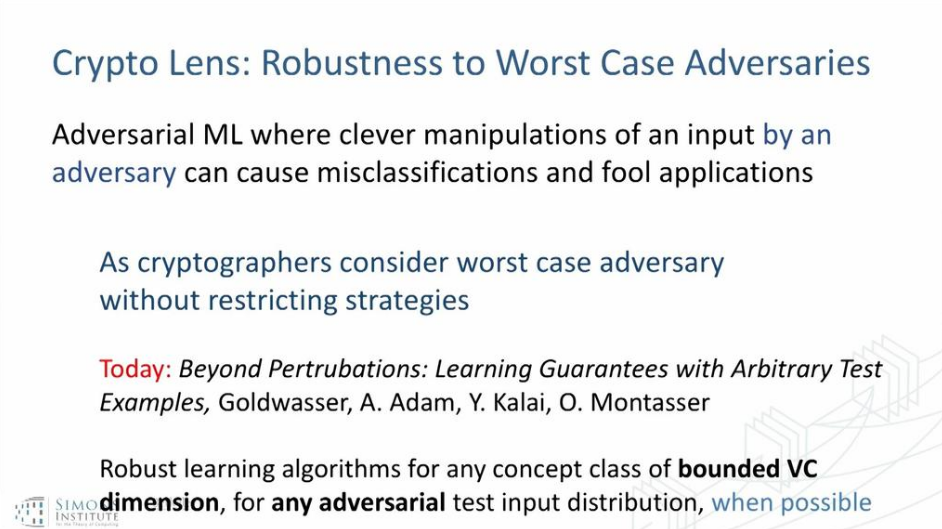 Crypto Lens: Robustness to Worst Case Adversaries
Adversarial ML where clever manipulations of an input by an
adversary can cause misclassifications and fool applications
As cryptographers consider worst case adversary
without restricting strategies
Today: Beyond Pertrubations: Learning Guarantees with Arbitrary Test
Examples, Goldwasser, A. Adam, Y. Kalai, O. Montasser
Robust learning algorithms for any concept class of bounded VC
dimension, for any adversarial test input distribution, when possible
INSTITUTE
for the Theory of Computing